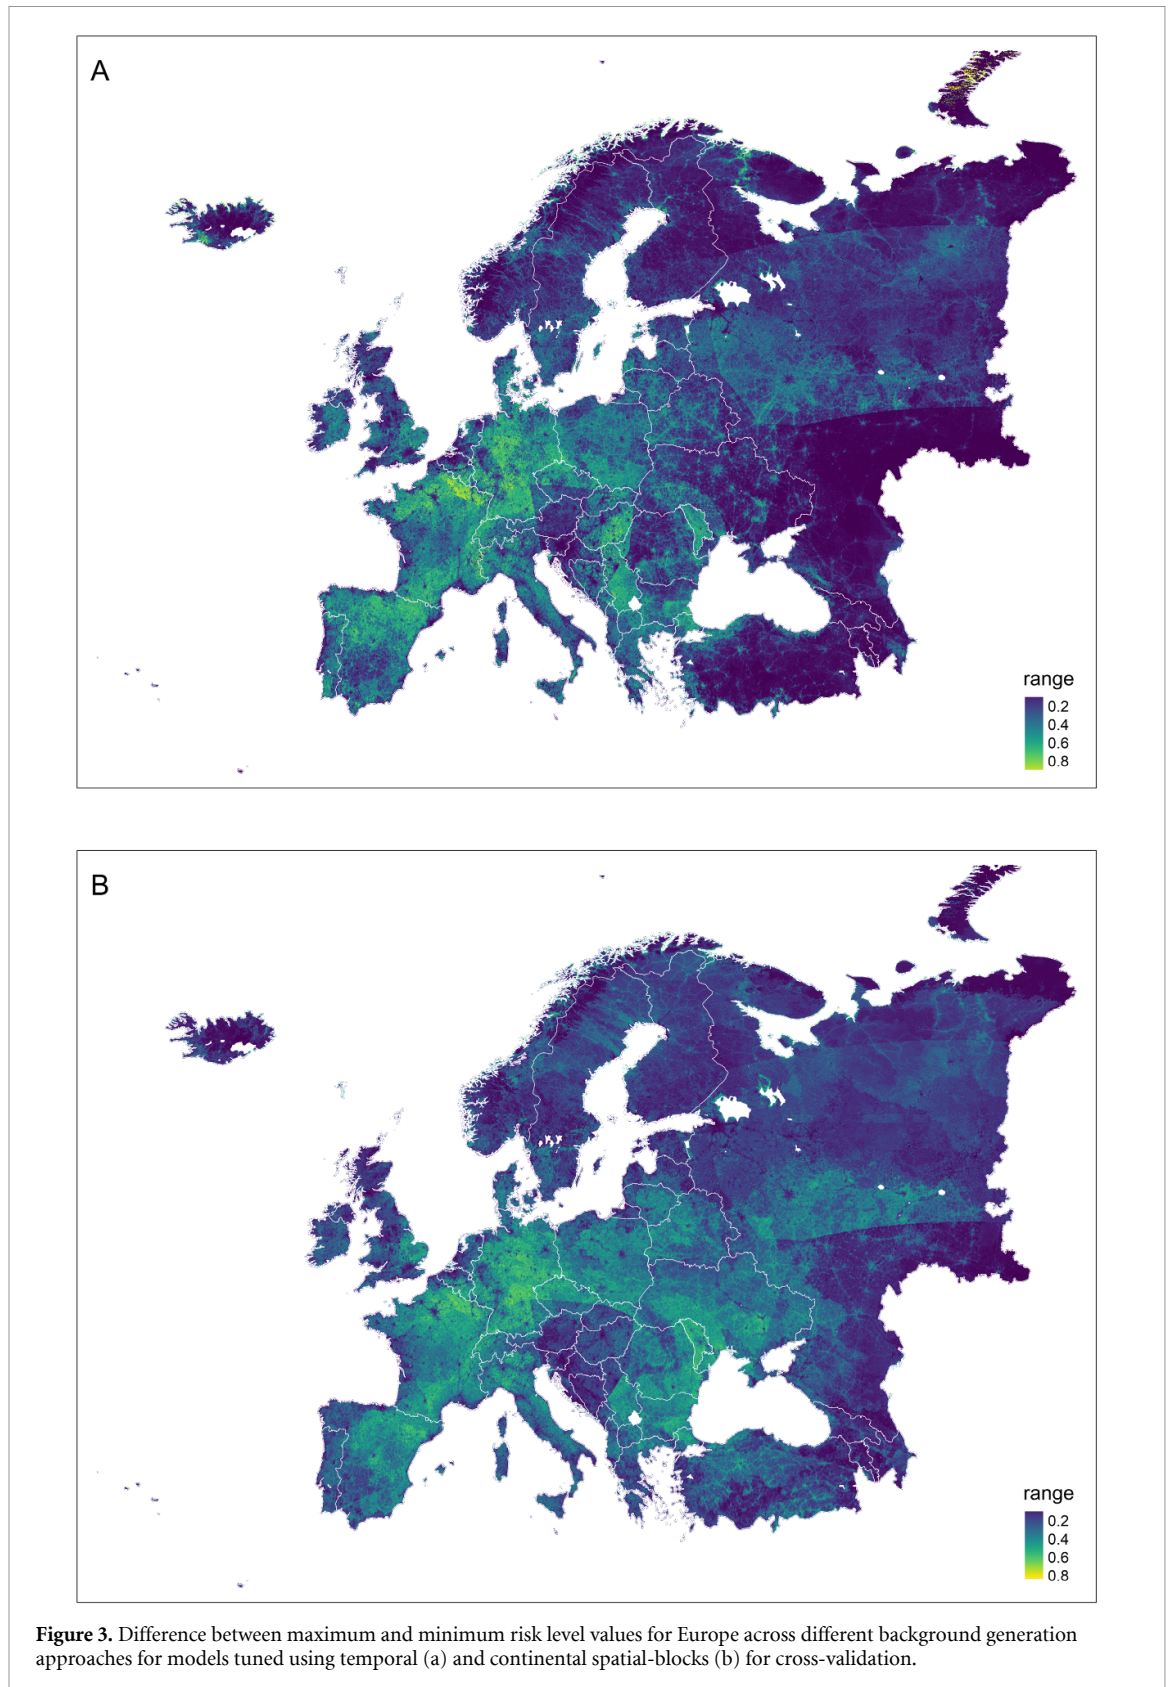 A
range
0.2
0.4
0.6
0.8
B
range
0.2
0.4
0.6
0.8
Figure 3. Difference between maximum and minimum risk level values for Europe across different background generation
approaches for models tuned using temporal (a) and continental spatial-blocks (b) for cross-validation.